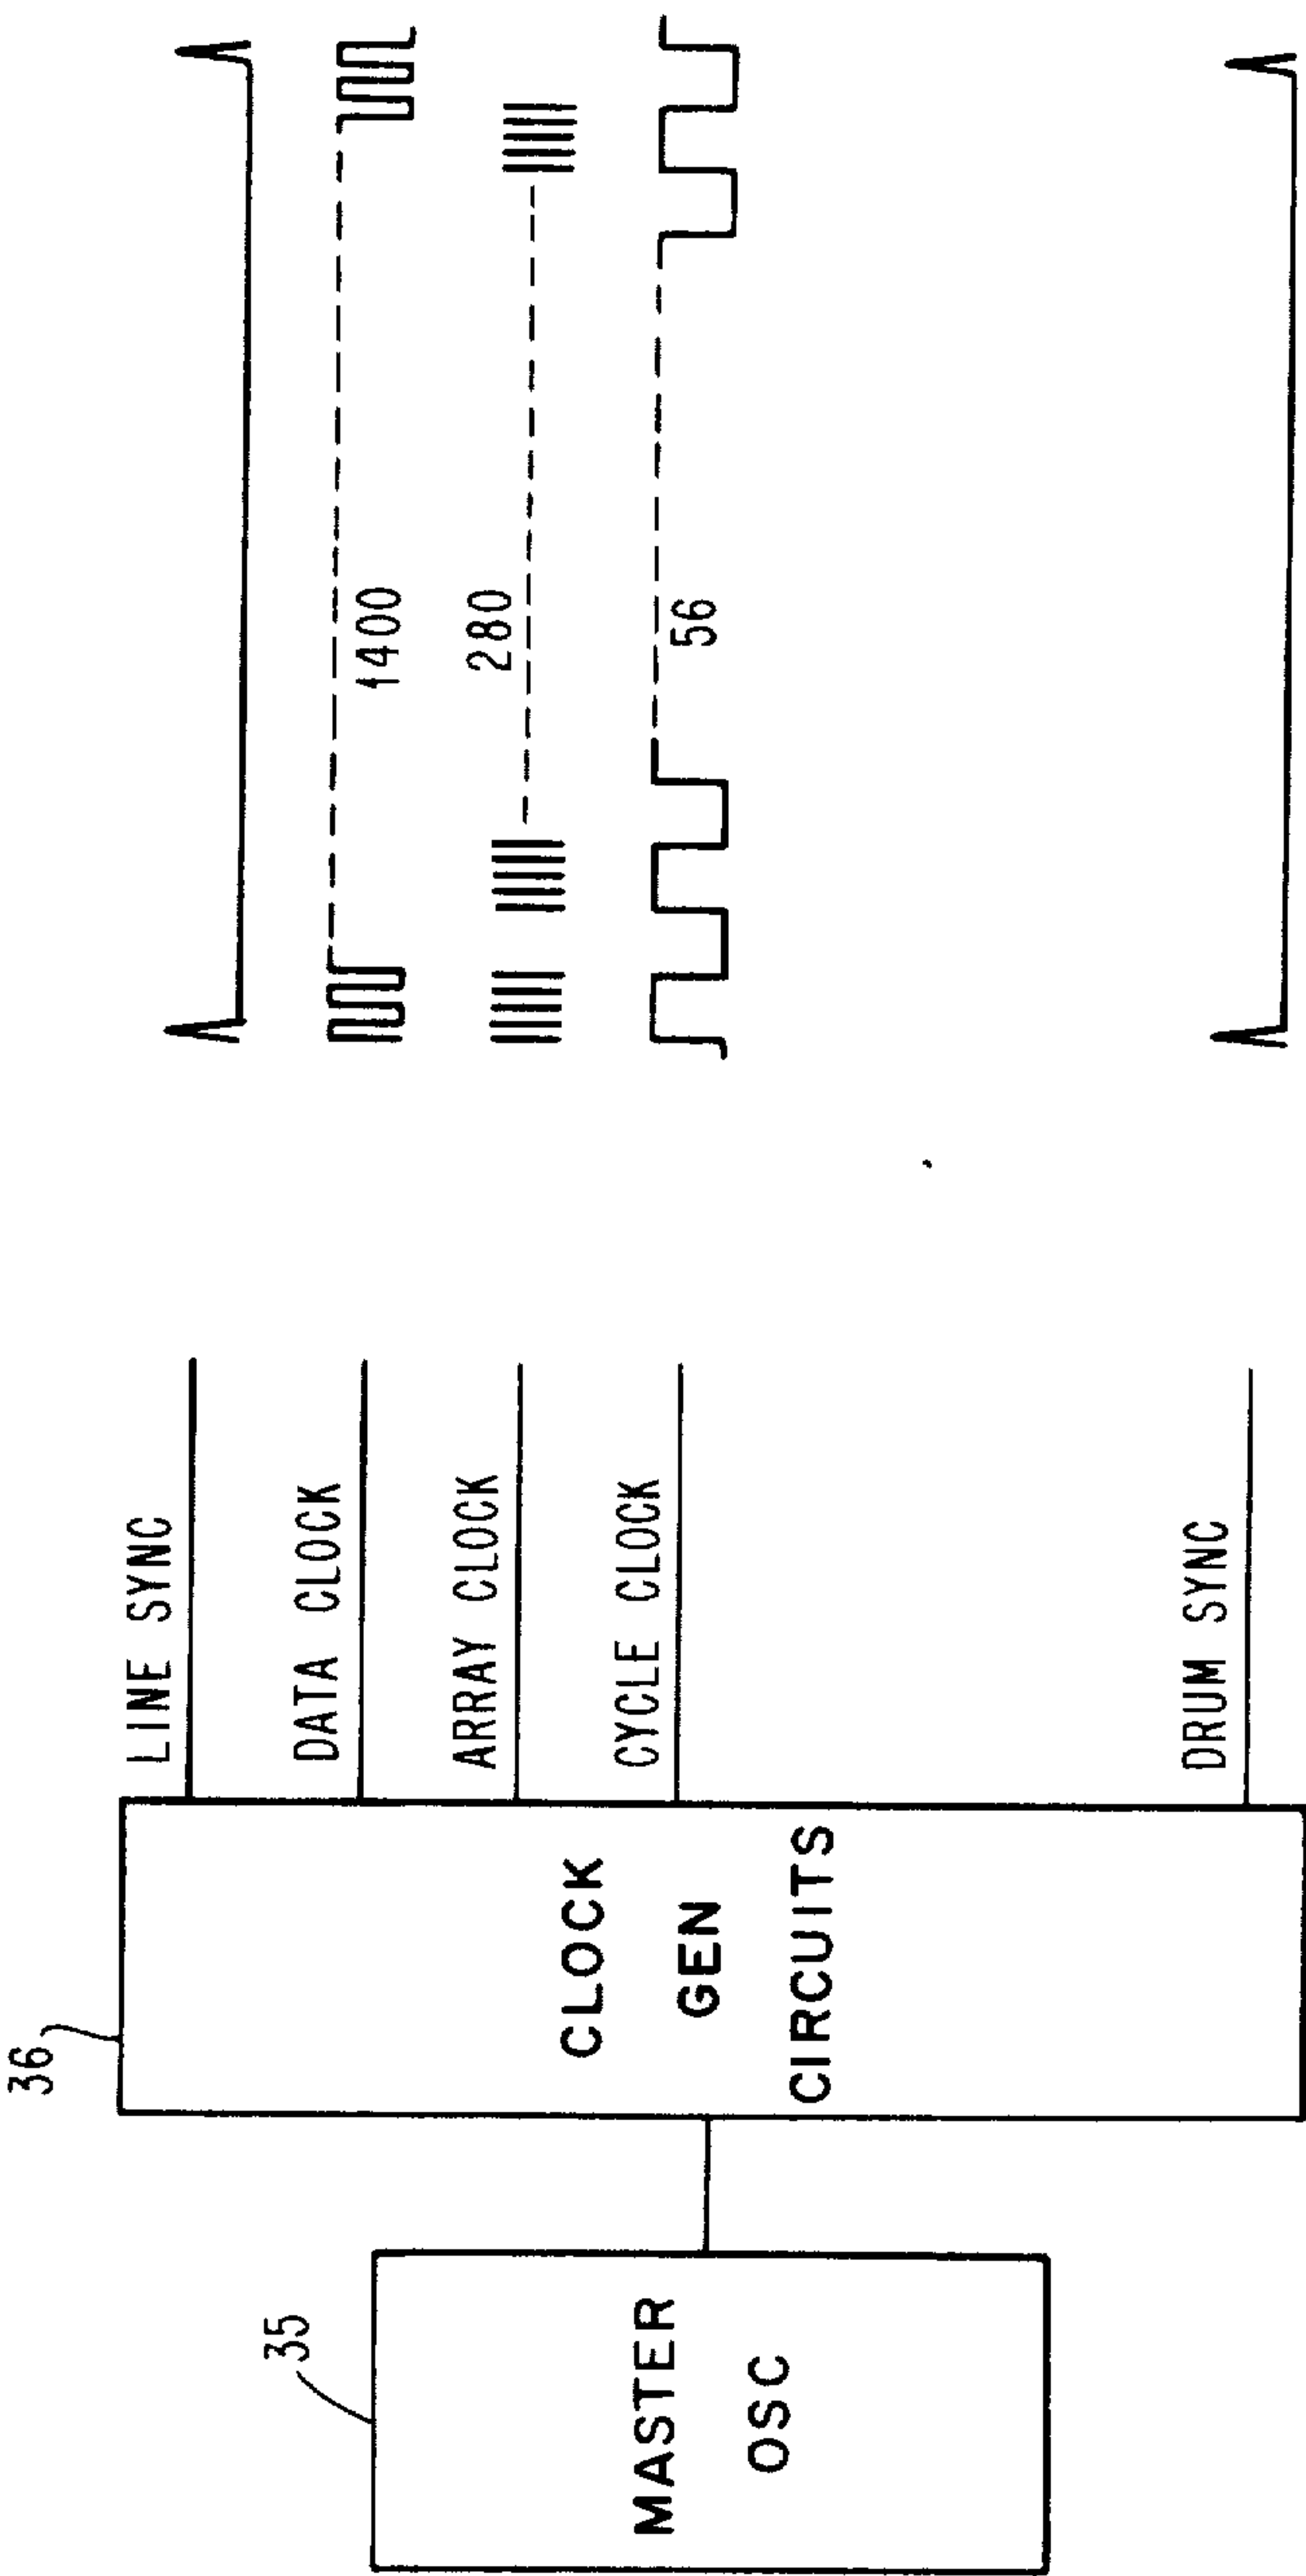 35
MASTER
OSC
36
CLOCK
GEN
CIRCUITS
LINE SYNC
DATA CLOCK
1400
ARRAY CLOCK
280
CYCLE CLOCK
56
DRUM SYNC